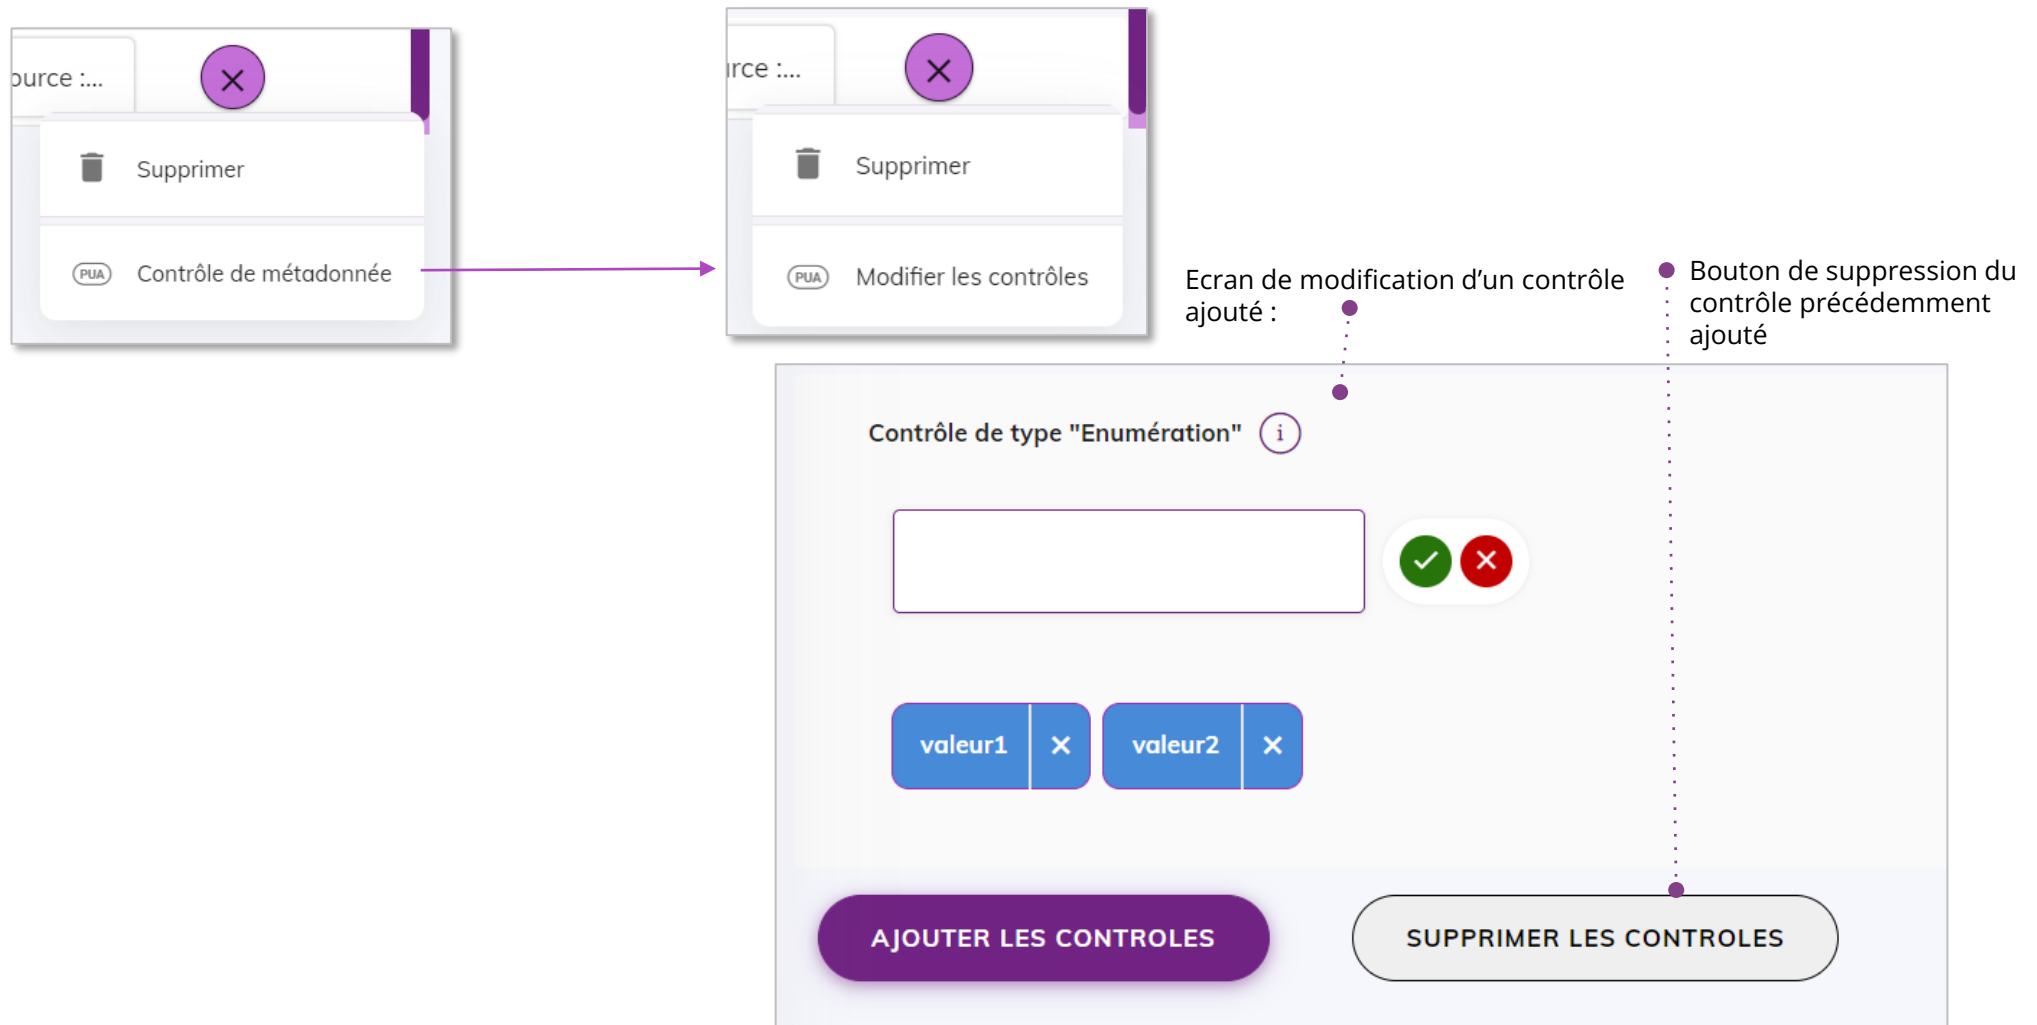 ource :...
Supprimer
PUA Contrôle de métadonnée
rce :...
Supprimer
PUA Modifier les contrôles
Ecran de modification d’un contrôle
ajouté :
Bouton de suppression du
contrôle précédemment
ajouté
Contrôle de type "Enumération" i
valeur1
valeur2
AJOUTER LES CONTROLES
SUPPRIMER LES CONTROLES